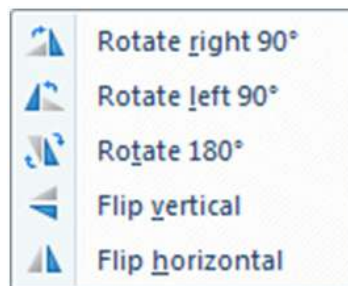 Rotate right 90°
Rotate left 90°
Rotate 180°
Flip vertical
Flip horizontal